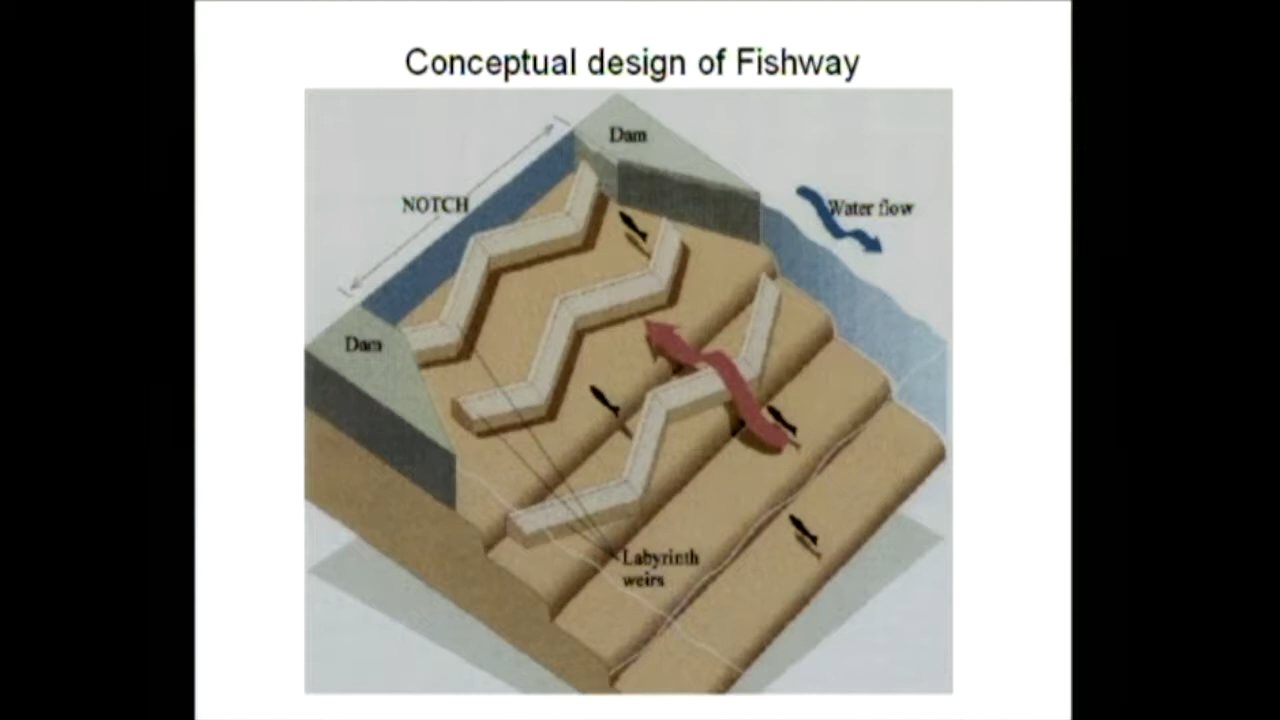 Conceptual design of Fishway
Dam
NOTCH
Water flow
Dam
Labyrinth
weirs